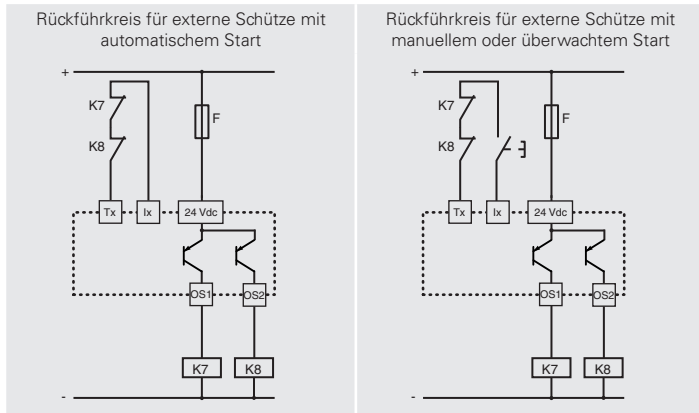 Rückführkreis für externe Schütze mit
automatischem Start
+
K7
F
K8
Tx
Ix
24 Vdc
OS1
OS2
K7
K8
-
Rückführkreis für externe Schütze mit
manuellem oder überwachtem Start
+
K7
F
K8
Tx
Ix
24 Vdc
OS1
OS2
K7
K8
-